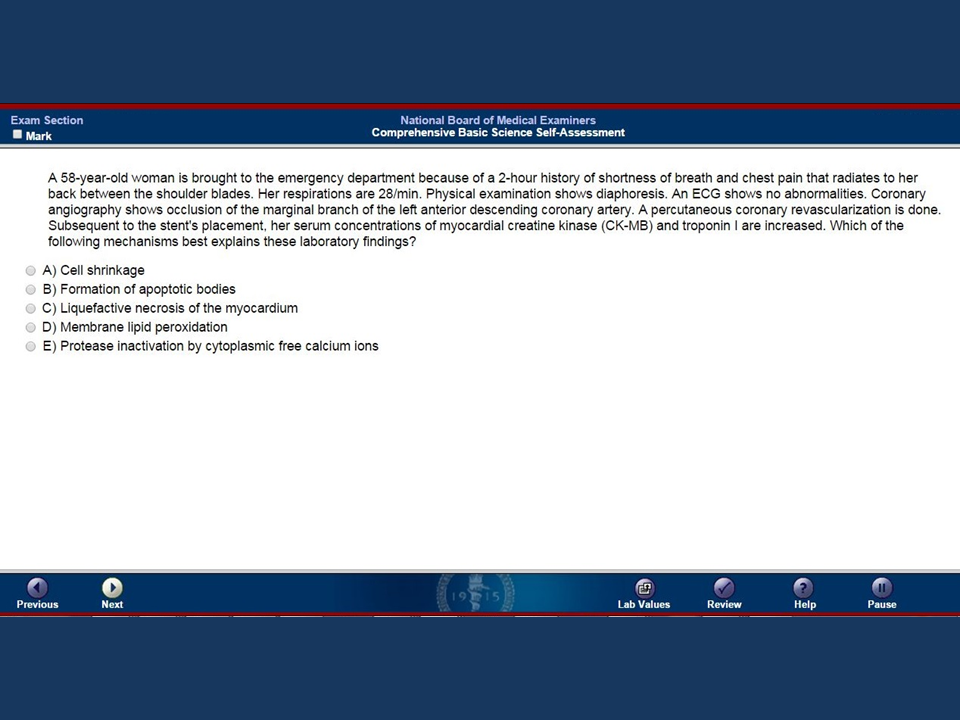 Exam Section
Mark
National Board of Medical Examiners
Comprehensive Basic Science Self-Assessment
A 58-year-old woman is brought to the emergency department because of a 2-hour history of shortness of breath and chest pain that radiates to her
back between the shoulder blades. Her respirations are 28/min. Physical examination shows diaphoresis. An ECG shows no abnormalities. Coronary
angiography shows occlusion of the marginal branch of the left anterior descending coronary artery. A percutaneous coronary revascularization is done.
Subsequent to the stent's placement, her serum concentrations of myocardial creatine kinase (CK-MB) and troponin I are increased. Which of the
following mechanisms best explains these laboratory findings?
A) Cell shrinkage
B) Formation of apoptotic bodies
C) Liquefactive necrosis of the myocardium
D) Membrane lipid peroxidation
E) Protease inactivation by cytoplasmic free calcium ions
Previous
Next
19 15
Lab Values
Review
Help
Pause